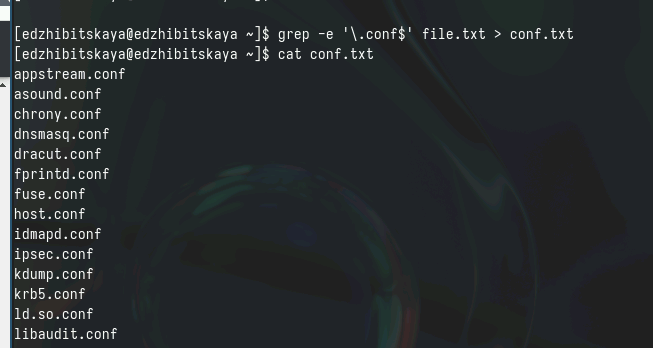 [edzhibitskaya@edzhibitskaya ~]$ grep -e '\.conf$' file.txt > conf.txt
[edzhibitskaya@edzhibitskaya ~]$ cat conf.txt
appstream.conf
asound.conf
chrony.conf
dnsmasq.conf
dracut.conf
fprintd.conf
fuse.conf
host.conf
idmapd.conf
ipsec.conf
kdump.conf
krb5.conf
ld.so.conf
libaudit.conf